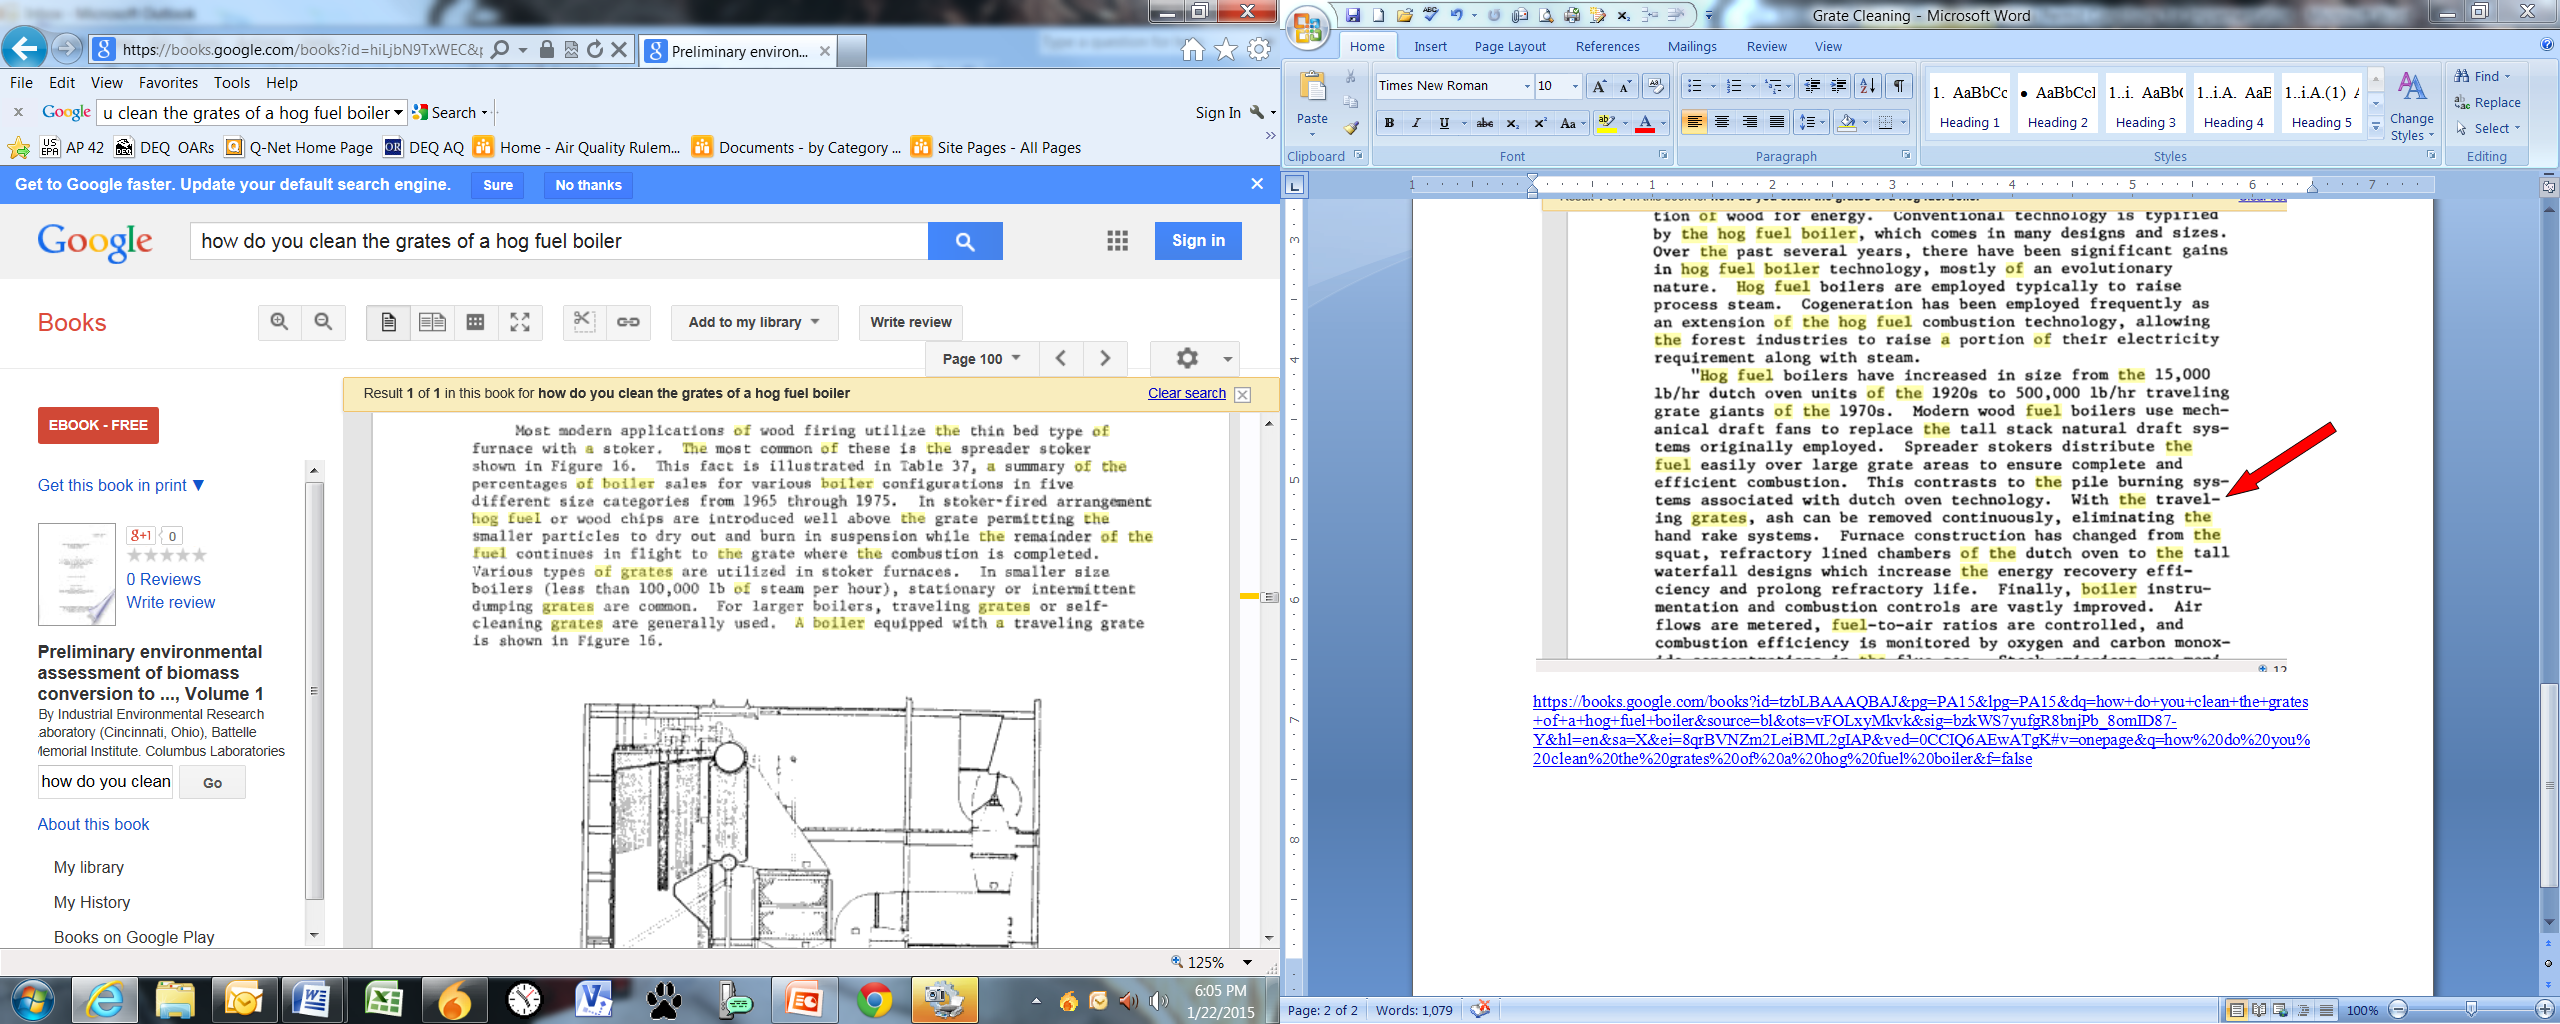 Inbox - Microsoft Outlook
https://books.google.com/books?id=hiLjbN9TxWEC&p
Preliminary environ...
File Edit View Favorites Tools Help
x Google u clean the grates of a hog fuel boiler Search Sign In
AP 42 DEQ OARs Q-Net Home Page DEQ AQ Home - Air Quality Rulem... Documents - by Category ... Site Pages - All Pages
Get to Google faster. Update your default search engine. Sure No thanks
Google how do you clean the grates of a hog fuel boiler Sign in
Books Add to my library Write review
Page 100
Result 1 of 1 in this book for how do you clean the grates of a hog fuel boiler Clear search
EBOOK - FREE
Get this book in print ▼
g+1 0
0 Reviews
Write review
Preliminary environmental
assessment of biomass
conversion to ..., Volume 1
By Industrial Environmental Research
aboratory (Cincinnati, Ohio), Battelle
Memorial Institute. Columbus Laboratories
how do you clean Go
About this book
My library
My History
Books on Google Play
Most modern applications of wood firing utilize the thin bed type of
furnace with a stoker. The most common of these is the spreader stoker
shown in Figure 16. This fact is illustrated in Table 37, a summary of the
percentages of boiler sales for various boiler configurations in five
different size categories from 1965 through 1975. In stoker-fired arrangement
hog fuel or wood chips are introduced well above the grate permitting the
smaller particles to dry out and burn in suspension while the remainder of the
fuel continues in flight to the grate where the combustion is completed.
Various types of grates are utilized in stoker furnaces. In smaller size
boilers (less than 100,000 lb of steam per hour), stationary or intermittent
dumping grates are common. For larger boilers, traveling grates or self-
cleaning grates are generally used. A boiler equipped with a traveling grate
is shown in Figure 16.
125%
6:05 PM
1/22/2015
Grate Cleaning - Microsoft Word
Home Insert Page Layout References Mailings Review View
Paste
Clipboard
Times New Roman 10
Font
Paragraph
1. AaBbCc ● AaBbCcI 1..i. AaBb( 1..i.A. AaE 1..i.A.(1) A
Heading 1 Heading 2 Heading 3 Heading 4 Heading 5
Change
Styles
Styles
Find
Replace
Select
Editing
1 1 2 3 4 5 6 7
3
4
5
6
7
8
tion of wood for energy. Conventional technology is typified
by the hog fuel boiler, which comes in many designs and sizes.
Over the past several years, there have been significant gains
in hog fuel boiler technology, mostly of an evolutionary
nature. Hog fuel boilers are employed typically to raise
process steam. Cogeneration has been employed frequently as
an extension of the hog fuel combustion technology, allowing
the forest industries to raise a portion of their electricity
requirement along with steam.
"Hog fuel boilers have increased in size from the 15,000
lb/hr dutch oven units of the 1920s to 500,000 lb/hr traveling
grate giants of the 1970s. Modern wood fuel boilers use mech-
anical draft fans to replace the tall stack natural draft sys-
tems originally employed. Spreader stokers distribute the
fuel easily over large grate areas to ensure complete and
efficient combustion. This contrasts to the pile burning sys-
tems associated with dutch oven technology. With the travel-
ing grates, ash can be removed continuously, eliminating the
hand rake systems. Furnace construction has changed from the
squat, refractory lined chambers of the dutch oven to the tall
waterfall designs which increase the energy recovery effi-
ciency and prolong refractory life. Finally, boiler instru-
mentation and combustion controls are vastly improved. Air
flows are metered, fuel-to-air ratios are controlled, and
combustion efficiency is monitored by oxygen and carbon monox-
12
https://books.google.com/books?id=tzbLBAAAQBAJ&pg=PA15&lpg=PA15&dq=how+do+you+clean+the+grates
+of+a+hog+fuel+boiler&source=bl&ots=vFOLxyMkvk&sig=bzkWS7yufgR8bnjPb_8omID87-
Y&hl=en&sa=X&ei=8qrBVNZm2LeiBML2gIAP&ved=0CCIQ6AEwATgK#v=onepage&q=how%20do%20you%
20clean%20the%20grates%20of%20a%20hog%20fuel%20boiler&f=false
Page: 2 of 2 Words: 1,079 100%